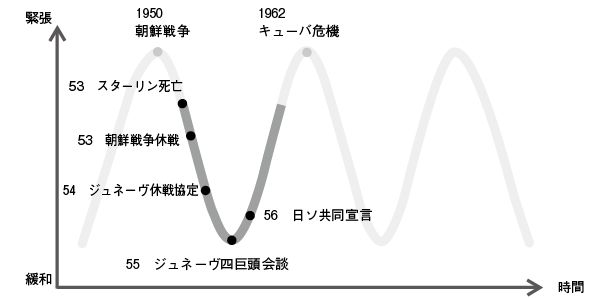 緊張
1950
朝鮮戦争
1962
キューバ危機
53 スターリン死亡
53 朝鮮戦争休戦
54 ジュネーヴ休戦協定
56 日ソ共同宣言
55 ジュネーヴ四巨頭会談
緩和
時間